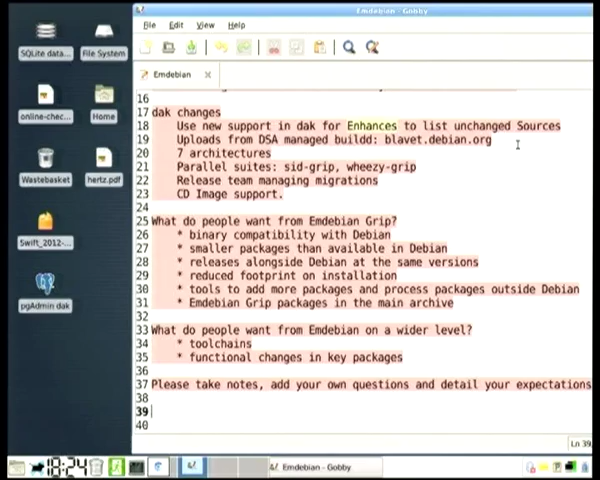 Emdebian - Gobby
File Edit View Help
Emdebian
16
17 dak changes
18 Use new support in dak for Enhances to list unchanged Sources
19 Uploads from DSA managed buildd: blavet.debian.org
20 7 architectures
21 Parallel suites: sid-grip, wheezy-grip
22 Release team managing migrations
23 CD Image support.
24
25 What do people want from Emdebian Grip?
26 * binary compatibility with Debian
27 * smaller packages than available in Debian
28 * releases alongside Debian at the same versions
29 * reduced footprint on installation
30 * tools to add more packages and process packages outside Debian
31 * Emdebian Grip packages in the main archive
32
33 What do people want from Emdebian on a wider level?
34 * toolchains
35 * functional changes in key packages
36
37 Please take notes, add your own questions and detail your expectations
38
39
40
Ln 39
SQLite data... File System
online-chec... Home
Wastebasket hertz.pdf
Swift_2012-...
pgAdmin dak
18:24 Emdebian - Gobby